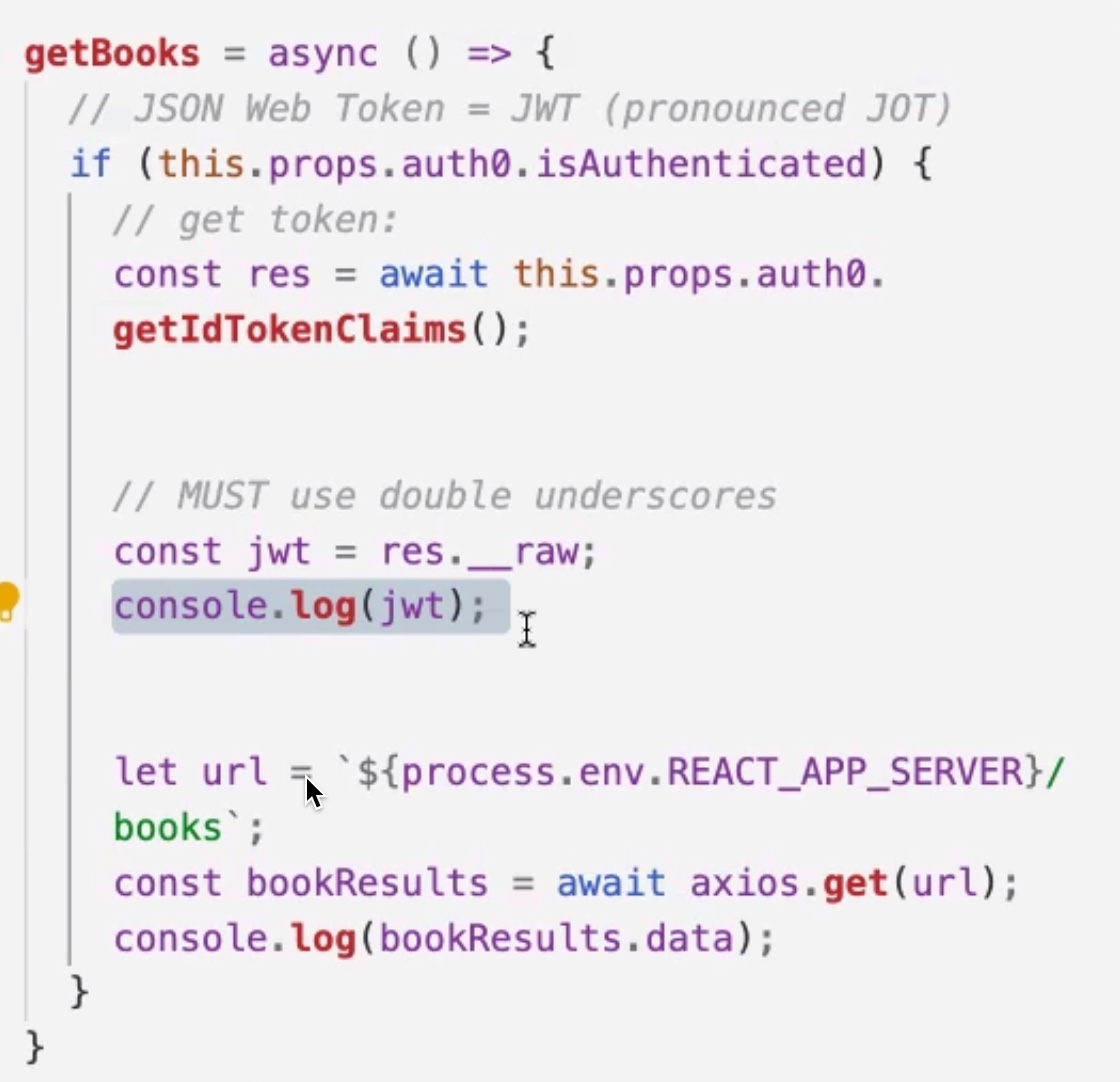 getBooks = async () => {
// JSON Web Token = JWT (pronounced JOT)
if (this.props.auth0.isAuthenticated) {
// get token:
const res = await this.props.auth0.
getIdTokenClaims();
// MUST use double underscores
const jwt = res.__raw;
console.log(jwt);
let url = `${process.env.REACT_APP_SERVER}/
books`;
const bookResults = await axios.get(url);
console.log(bookResults.data);
}
}